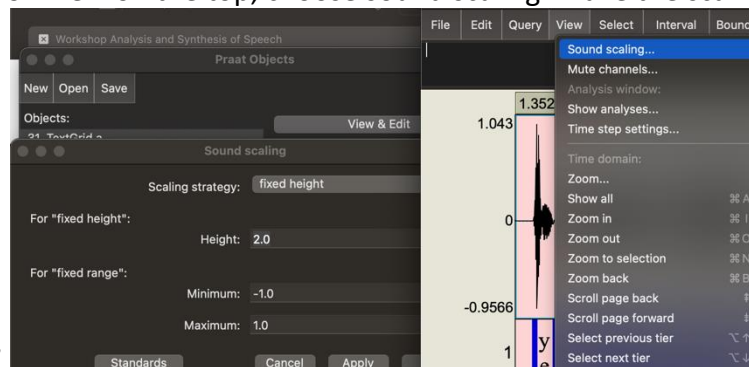 Workshop Analysis and Synthesis of Speech
Praat Objects
New Open Save
Objects:
View & Edit
31. TextGrid a
Sound scaling
Scaling strategy: fixed height
For "fixed height":
Height: 2.0
For "fixed range":
Minimum: -1.0
Maximum: 1.0
Standards Cancel Apply
File Edit Query View Select Interval Bound
1.352
1.043
0
-0.9566
1
y
Sound scaling...
Mute channels...
Analysis window:
Show analyses...
Time step settings...
Time domain:
Zoom...
Show all ⌘A
Zoom in ⌘I
Zoom out ⌘O
Zoom to selection ⌘N
Zoom back ⌘B
Scroll page back
Scroll page forward
Select previous tier ⌥↑
Select next tier ⌥↓